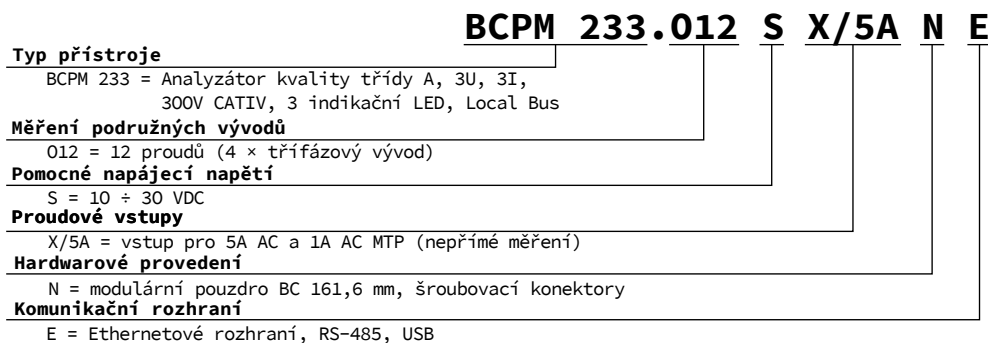 BCPM 233.012 S X/5A N E
Typ přístroje
BCPM 233 = Analyzátor kvality třídy A, 3U, 3I,
300V CATIV, 3 indikační LED, Local Bus
Měření podružných vývodů
012 = 12 proudů (4 × třífázový vývod)
Pomocné napájecí napětí
S = 10 ÷ 30 VDC
Proudové vstupy
X/5A = vstup pro 5A AC a 1A AC MTP (nepřímé měření)
Hardwarové provedení
N = modulární pouzdro BC 161,6 mm, šroubovací konektory
Komunikační rozhraní
E = Ethernetové rozhraní, RS-485, USB